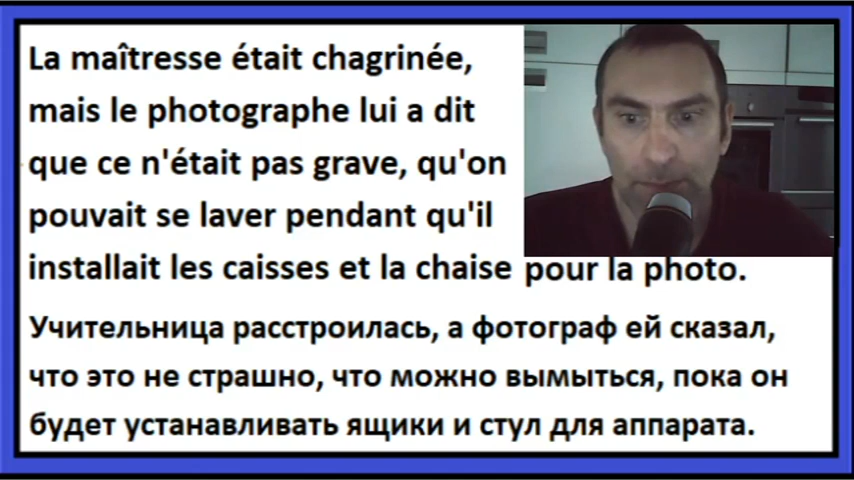 La maîtresse était chagrinée,
mais le photographe lui a dit
que ce n'était pas grave, qu'on
pouvait se laver pendant qu'il
installait les caisses et la chaise pour la photo.
Учительница расстроилась, а фотограф ей сказал,
что это не страшно, что можно вымыться, пока он
будет устанавливать ящики и стул для аппарата.